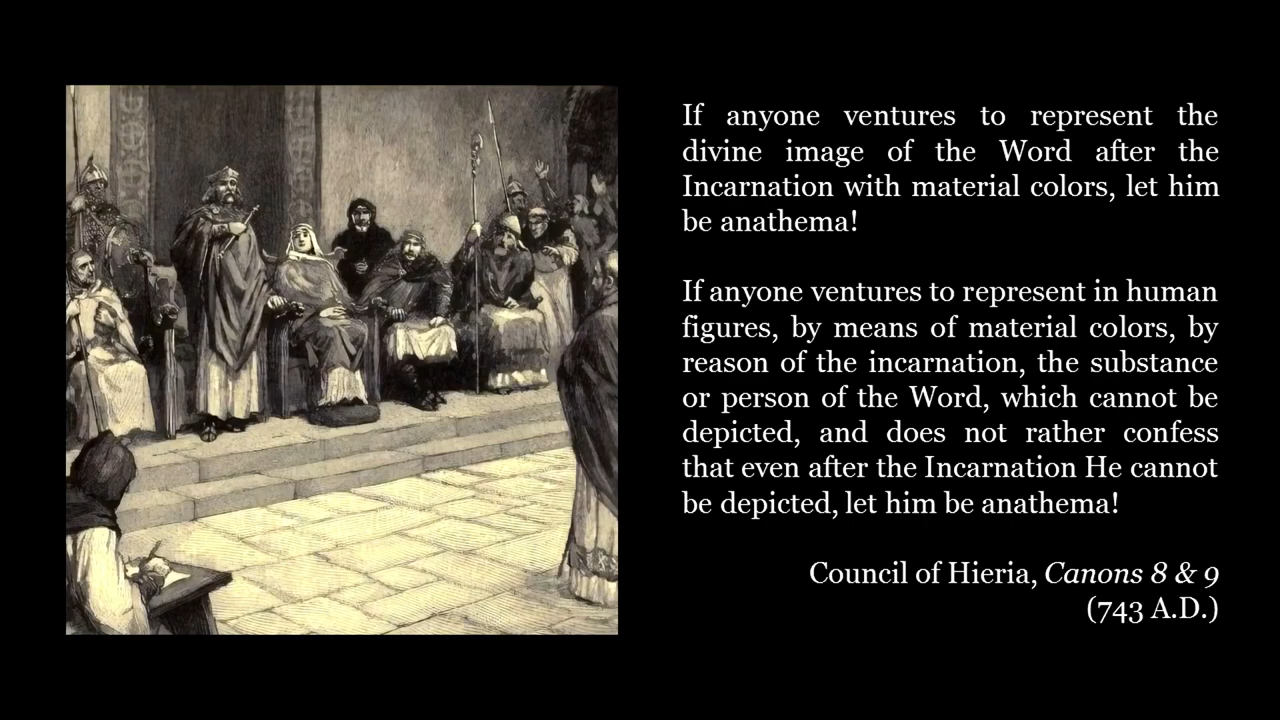 If anyone ventures to represent the
divine image of the Word after the
Incarnation with material colors, let him
be anathema!
If anyone ventures to represent in human
figures, by means of material colors, by
reason of the incarnation, the substance
or person of the Word, which cannot be
depicted, and does not rather confess
that even after the Incarnation He cannot
be depicted, let him be anathema!
Council of Hieria, Canons 8 & 9
(743 A.D.)